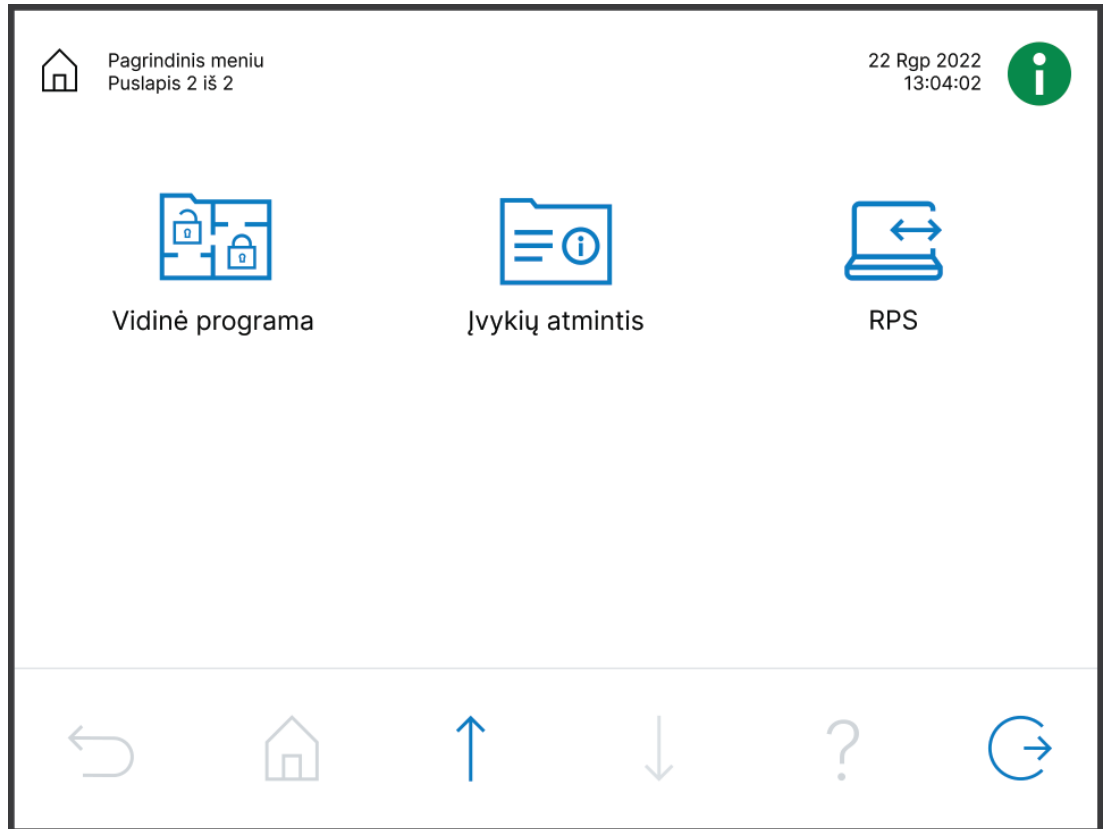 Pagrindinis meniu
Puslapis 2 iš 2
22 Rgp 2022
13:04:02
Vidinė programa
Įvykių atmintis
RPS